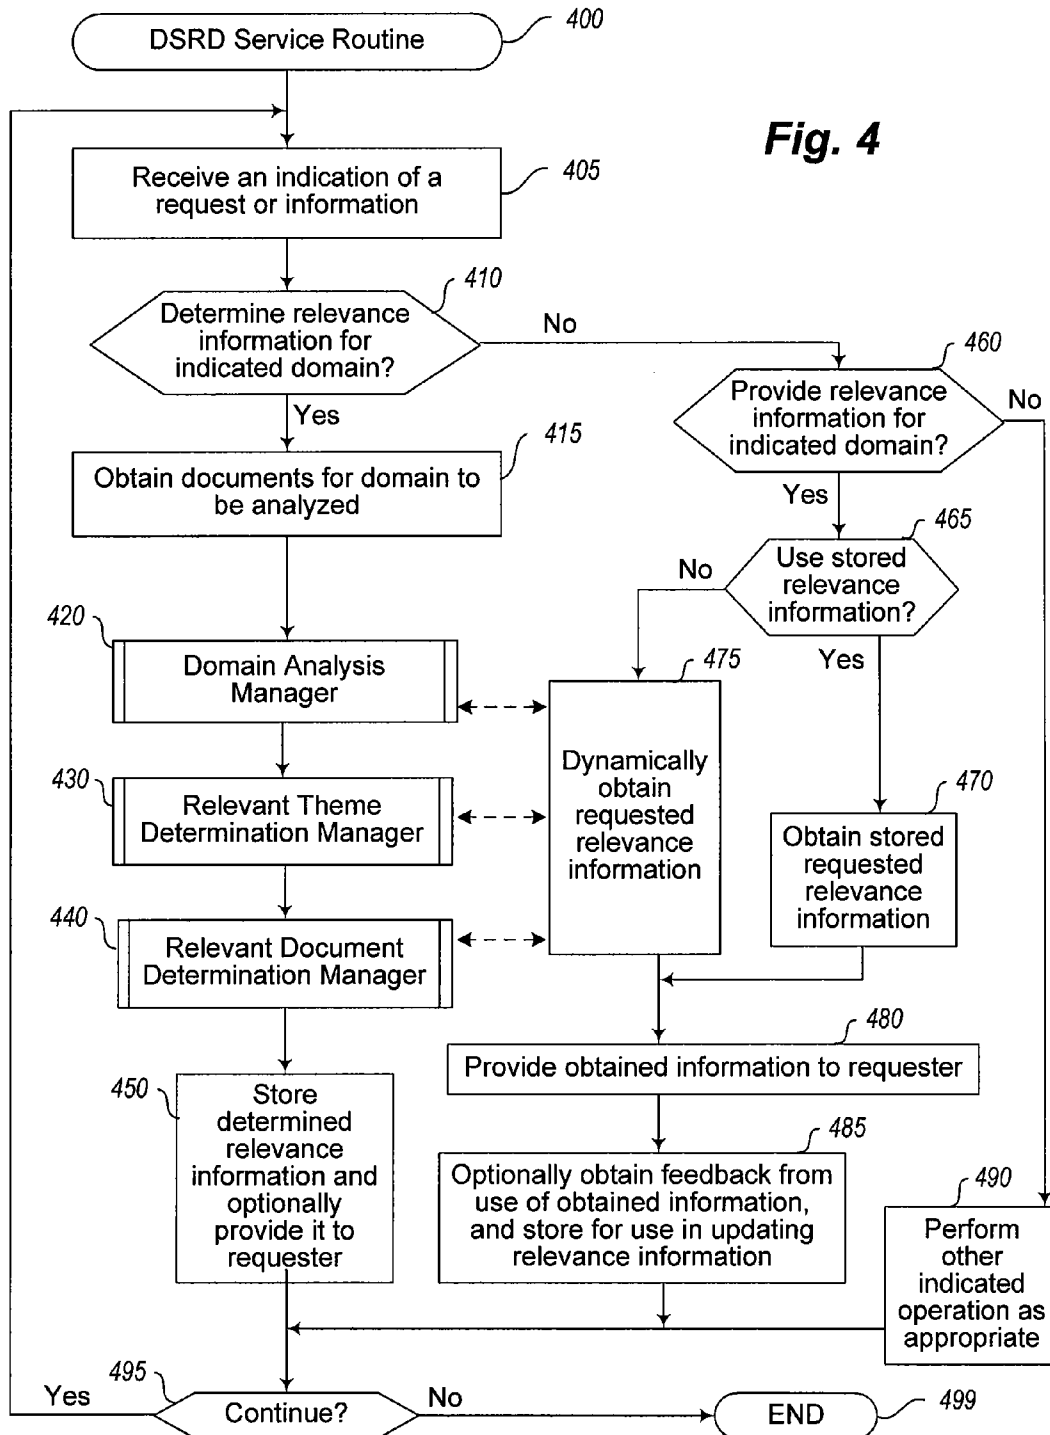 DSRD Service Routine
400
Fig. 4
Receive an indication of a
request or information
405
Determine relevance
information for
indicated domain?
410
No
Yes
Provide relevance
information for
indicated domain?
460
No
Yes
Obtain documents for domain to
be analyzed
415
Use stored
relevance
information?
465
No
Yes
420
Domain Analysis
Manager
475
Dynamically
obtain
requested
relevance
information
430
Relevant Theme
Determination Manager
470
Obtain stored
requested
relevance
information
440
Relevant Document
Determination Manager
480
Provide obtained information to requester
450
Store
determined
relevance
information and
optionally
provide it to
requester
485
Optionally obtain feedback from
use of obtained information,
and store for use in updating
relevance information
490
Perform
other
indicated
operation as
appropriate
495
Yes
Continue?
No
END
499